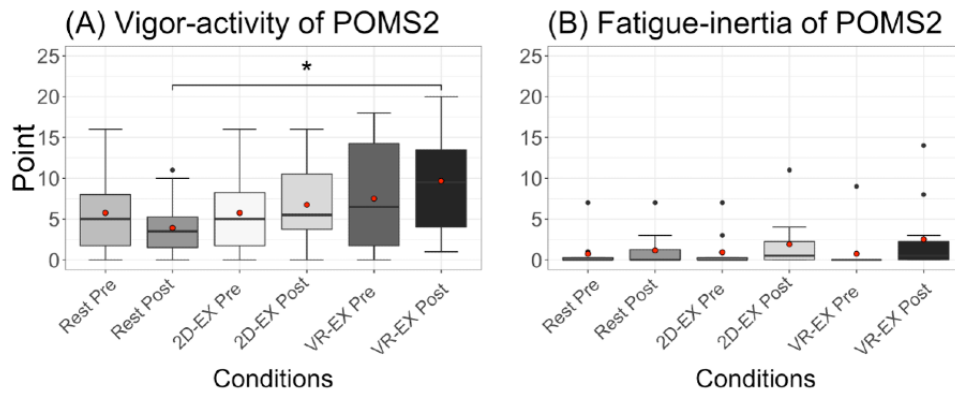 (A) Vigor-activity of POMS2
25
20
15
10
5
0
Point
*
Rest Pre
Rest Post
2D-EX Pre
2D-EX Post
VR-EX Pre
VR-EX Post
Conditions
(B) Fatigue-inertia of POMS2
25
20
15
10
5
0
Rest Pre
Rest Post
2D-EX Pre
2D-EX Post
VR-EX Pre
VR-EX Post
Conditions